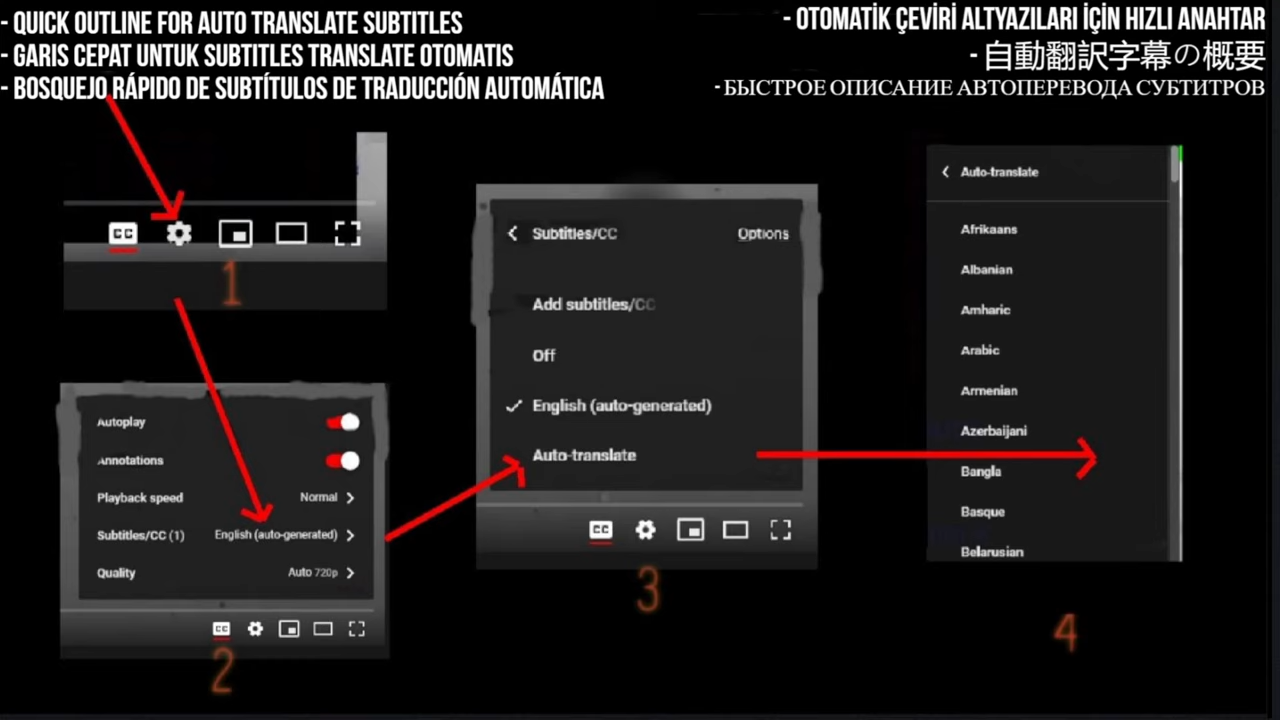 - QUICK OUTLINE FOR AUTO TRANSLATE SUBTITLES
- GARIS CEPAT UNTUK SUBTITLES TRANSLATE OTOMATIS
- BOSQUEJO RÁPIDO DE SUBTÍTULOS DE TRADUCCIÓN AUTOMÁTICA
- OTOMATİK ÇEVİRİ ALTYAZILARI İÇİN HIZLI ANAHTAR
- 自動翻訳字幕の概要
- БЫСТРОЕ ОПИСАНИЕ АВТОПЕРЕВОДА СУБТИТРОВ
CC
1
Autoplay
Annotations
Playback speed Normal
Subtitles/CC (1) English (auto-generated)
Quality Auto 720p
CC
2
Subtitles/CC Options
Add subtitles/CC
Off
English (auto-generated)
Auto-translate
CC
3
Auto-translate
Afrikaans
Albanian
Amharic
Arabic
Armenian
Azerbaijani
Bangla
Basque
Belarusian
4